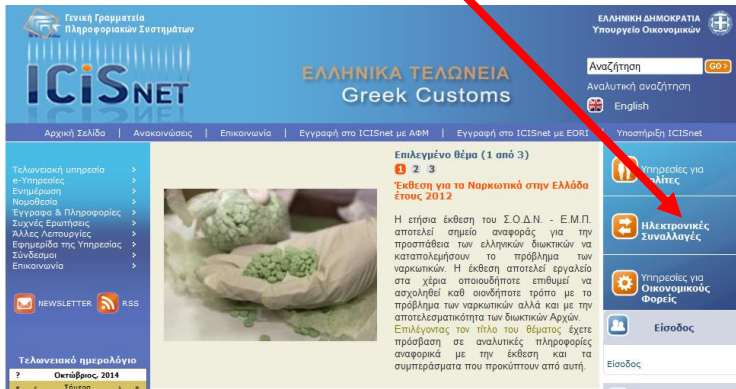 Γενική Γραμματεία
Πληροφοριακών Συστημάτων
ΕΛΛΗΝΙΚΗ ΔΗΜΟΚΡΑΤΙΑ
Υπουργείο Οικονομικών
ICiSNET
ΕΛΛΗΝΙΚΑ ΤΕΛΩΝΕΙΑ
Greek Customs
Αναζήτηση GO >
Αναλυτική αναζήτηση
English
Αρχική Σελίδα | Ανακοινώσεις | Επικοινωνία | Εγγραφή στο ICISnet με ΑΦΜ | Εγγραφή στο ICISnet με EORI | Υποστήριξη ICISnet
Τελωνειακή υπηρεσία
e-Υπηρεσίες
Ενημέρωση
Νομοθεσία
Έγγραφα & Πληροφορίες
Συχνές Ερωτήσεις
Άλλες Λειτουργίες
Εφημερίδα της Υπηρεσίας
Σύνδεσμοι
Επικοινωνία
NEWSLETTER RSS
Τελωνειακό ημερολόγιο
? Οκτώβριος, 2014
« ‹ Σήμερα › »
Επιλεγμένο θέμα (1 από 3)
1 2 3
Έκθεση για τα Ναρκωτικά στην Ελλάδα
έτους 2012
Η ετήσια έκθεση του Σ.Ο.Δ.Ν. - Ε.Μ.Π.
αποτελεί σημείο αναφοράς για την
προσπάθεια των ελληνικών διωκτικών να
καταπολεμήσουν το πρόβλημα των
ναρκωτικών. Η έκθεση αποτελεί εργαλείο
στα χέρια οποιουδήποτε επιθυμεί να
ασχοληθεί καθ οιονδήποτε τρόπο με το
πρόβλημα των ναρκωτικών αλλά και με την
αποτελεσματικότητα των διωκτικών Αρχών.
Επιλέγοντας τον τίτλο του θέματος έχετε
πρόσβαση σε αναλυτικές πληροφορίες
αναφορικά με την έκθεση και τα
συμπεράσματα που προκύπτουν από αυτή.
Υπηρεσίες για
Πολίτες
Ηλεκτρονικές
Συναλλαγές
Υπηρεσίες για
Οικονομικούς
Φορείς
Είσοδος
Είσοδος